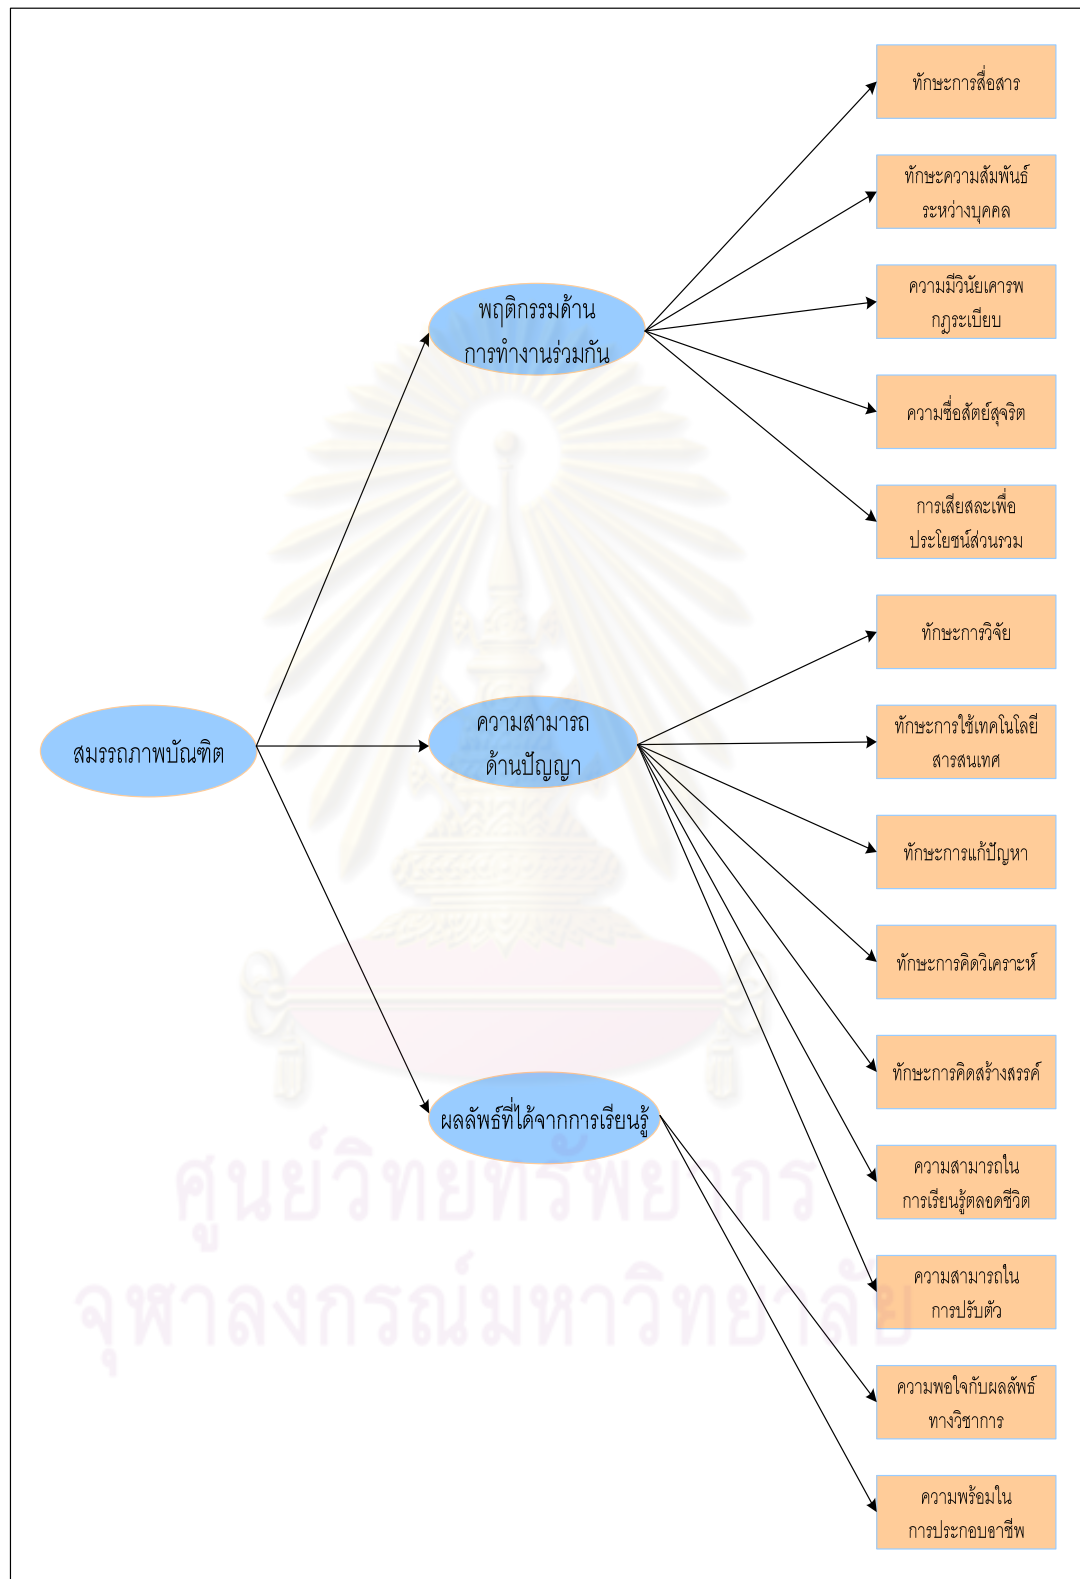 ทักษะการสื่อสาร
ทักษะความสัมพันธ์
ระหว่างบุคคล
ความมีวินัยเคารพ
กฎระเบียบ
พฤติกรรมด้าน
การทำงานร่วมกัน
ความซื่อสัตย์สุจริต
การเสียสละเพื่อ
ประโยชน์ส่วนรวม
ทักษะการวิจัย
ทักษะการใช้เทคโนโลยี
สารสนเทศ
สมรรถภาพบัณฑิต
ความสามารถ
ด้านปัญญา
ทักษะการแก้ปัญหา
ทักษะการคิดวิเคราะห์
ทักษะการคิดสร้างสรรค์
ผลลัพธ์ที่ได้จากการเรียนรู้
ความสามารถใน
การเรียนรู้ตลอดชีวิต
ความสามารถใน
การปรับตัว
ความพอใจกับผลลัพธ์
ทางวิชาการ
ความพร้อมใน
การประกอบอาชีพ
ศูนย์วิทยทรัพยากร
จุฬาลงกรณ์มหาวิทยาลัย